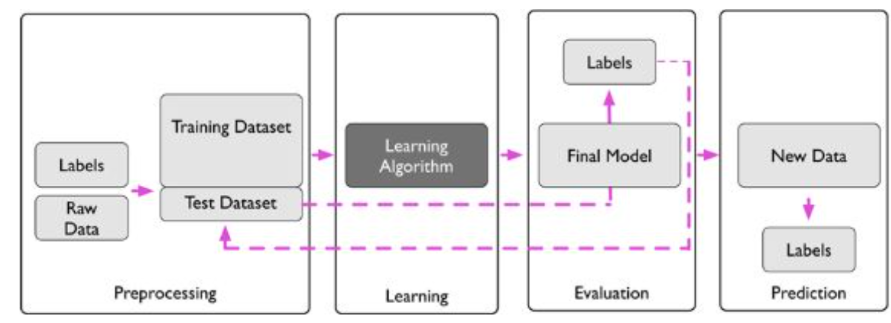 Labels
Raw
Data
Training Dataset
Test Dataset
Preprocessing
Learning
Algorithm
Learning
Labels
Final Model
Evaluation
New Data
Labels
Prediction